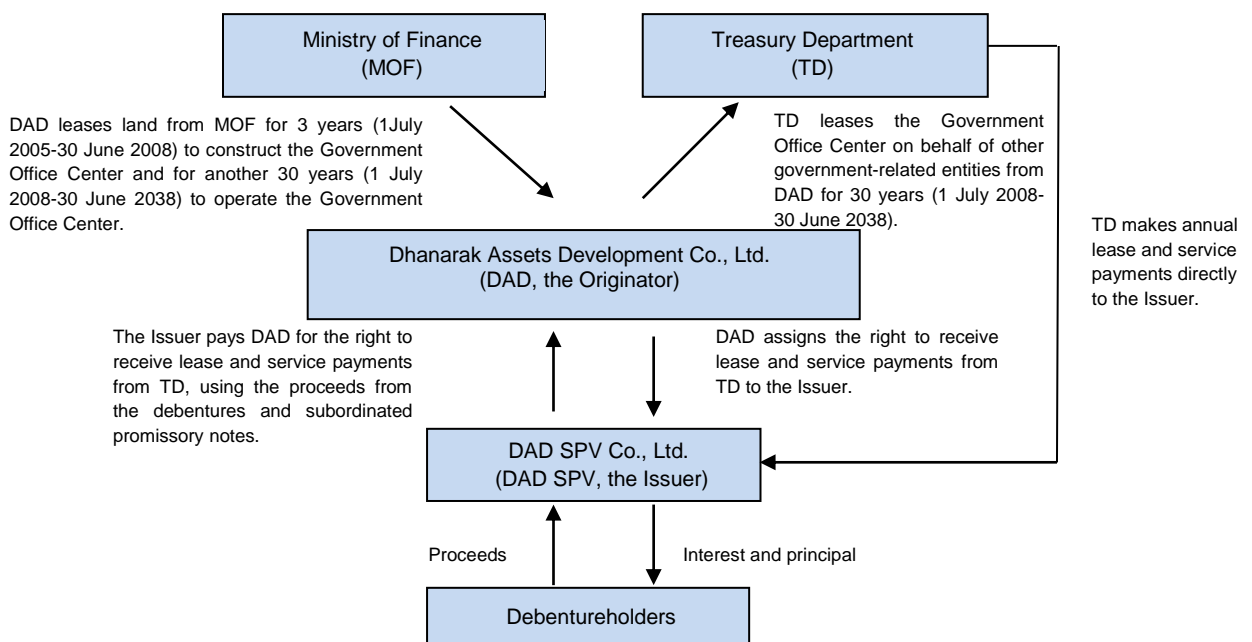 Ministry of Finance
(MOF)
Treasury Department
(TD)
DAD leases land from MOF for 3 years (1July
2005-30 June 2008) to construct the Government
Office Center and for another 30 years (1 July
2008-30 June 2038) to operate the Government
Office Center.
TD leases the Government
Office Center on behalf of other
government-related entities from
DAD for 30 years (1 July 2008-
30 June 2038).
TD makes annual
lease and service
payments directly
to the Issuer.
Dhanarak Assets Development Co., Ltd.
(DAD, the Originator)
The Issuer pays DAD for the right to
receive lease and service payments
from TD, using the proceeds from
the debentures and subordinated
promissory notes.
DAD assigns the right to receive
lease and service payments from
TD to the Issuer.
DAD SPV Co., Ltd.
(DAD SPV, the Issuer)
Proceeds
Interest and principal
Debentureholders